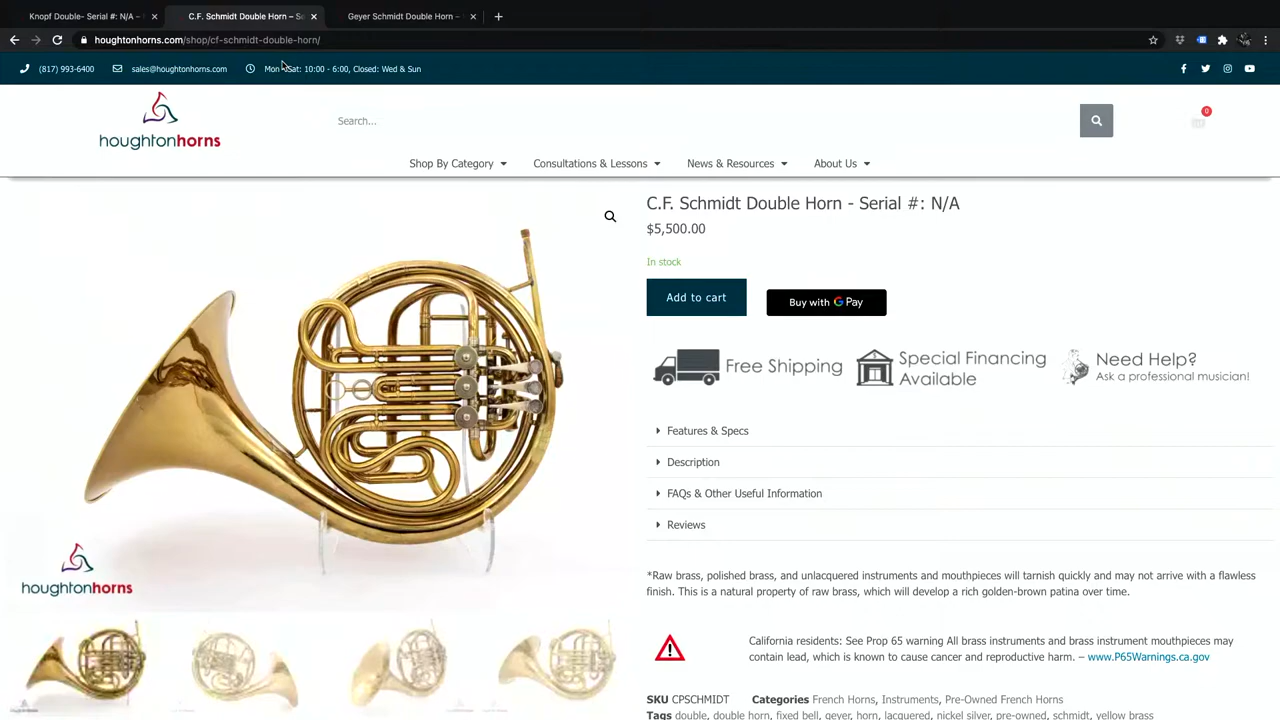 Knopf Double- Serial #: N/A –
C.F. Schmidt Double Horn – Se
Geyer Schmidt Double Horn –
houghtonhorns.com/shop/cf-schmidt-double-horn/
(817) 993-6400
sales@houghtonhorns.com
Mon - Sat: 10:00 - 6:00, Closed: Wed & Sun
houghtonhorns
Search...
0
Shop By Category
Consultations & Lessons
News & Resources
About Us
C.F. Schmidt Double Horn - Serial #: N/A
$5,500.00
In stock
Add to cart
Buy with G Pay
Free Shipping
Special Financing
Available
Need Help?
Ask a professional musician!
Features & Specs
Description
FAQs & Other Useful Information
Reviews
houghtonhorns
*Raw brass, polished brass, and unlacquered instruments and mouthpieces will tarnish quickly and may not arrive with a flawless
finish. This is a natural property of raw brass, which will develop a rich golden-brown patina over time.
California residents: See Prop 65 warning All brass instruments and brass instrument mouthpieces may
contain lead, which is known to cause cancer and reproductive harm. – www.P65Warnings.ca.gov
SKU CPSCHMIDT Categories French Horns, Instruments, Pre-Owned French Horns
Tags double, double horn, fixed bell, geyer, horn, lacquered, nickel silver, pre-owned, schmidt, yellow brass